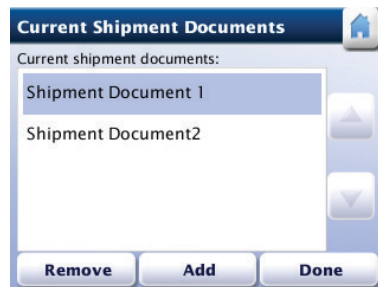 Current Shipment Documents
Current shipment documents:
Shipment Document 1
Shipment Document2
Remove Add Done